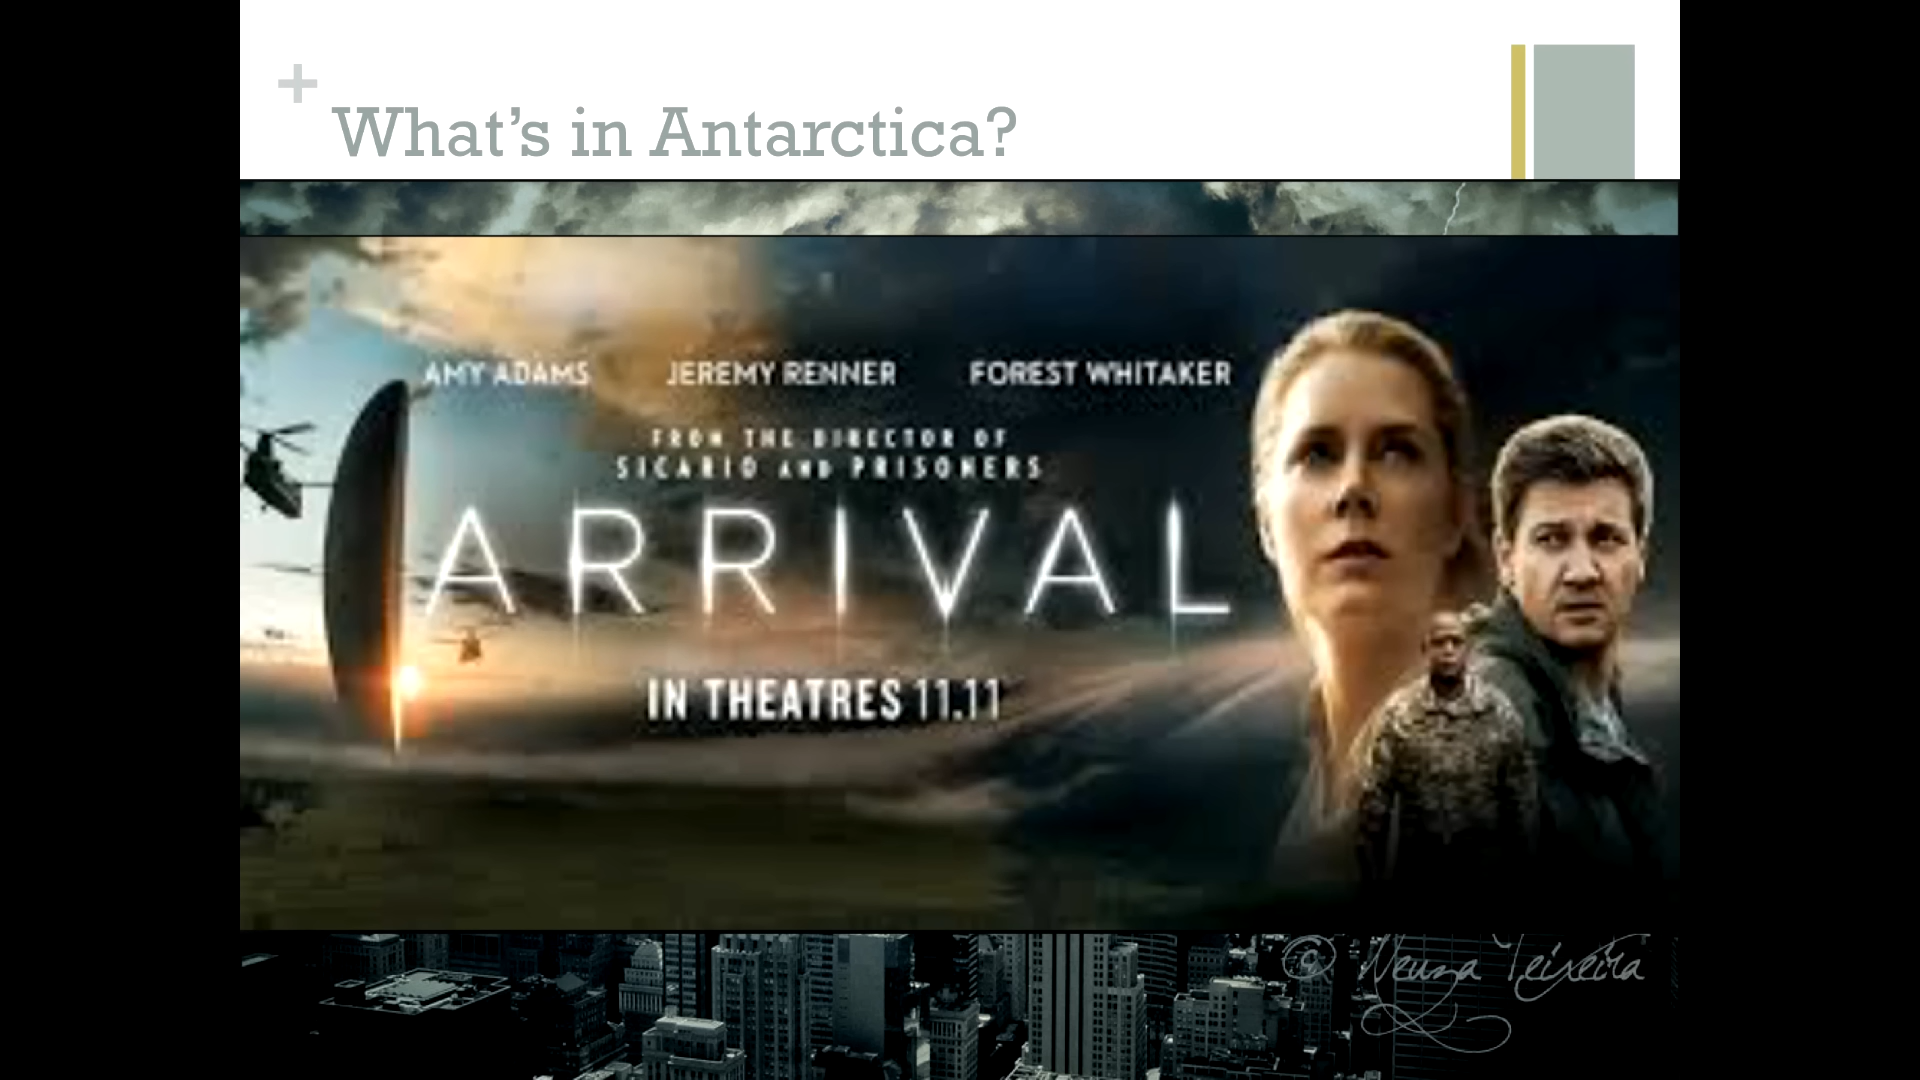 +
What's in Antarctica?
AMY ADAMS JEREMY RENNER FOREST WHITAKER
FROM THE DIRECTOR OF
SICARIO AND PRISONERS
ARRIVAL
IN THEATRES 11.11
© Neuza Teixeira